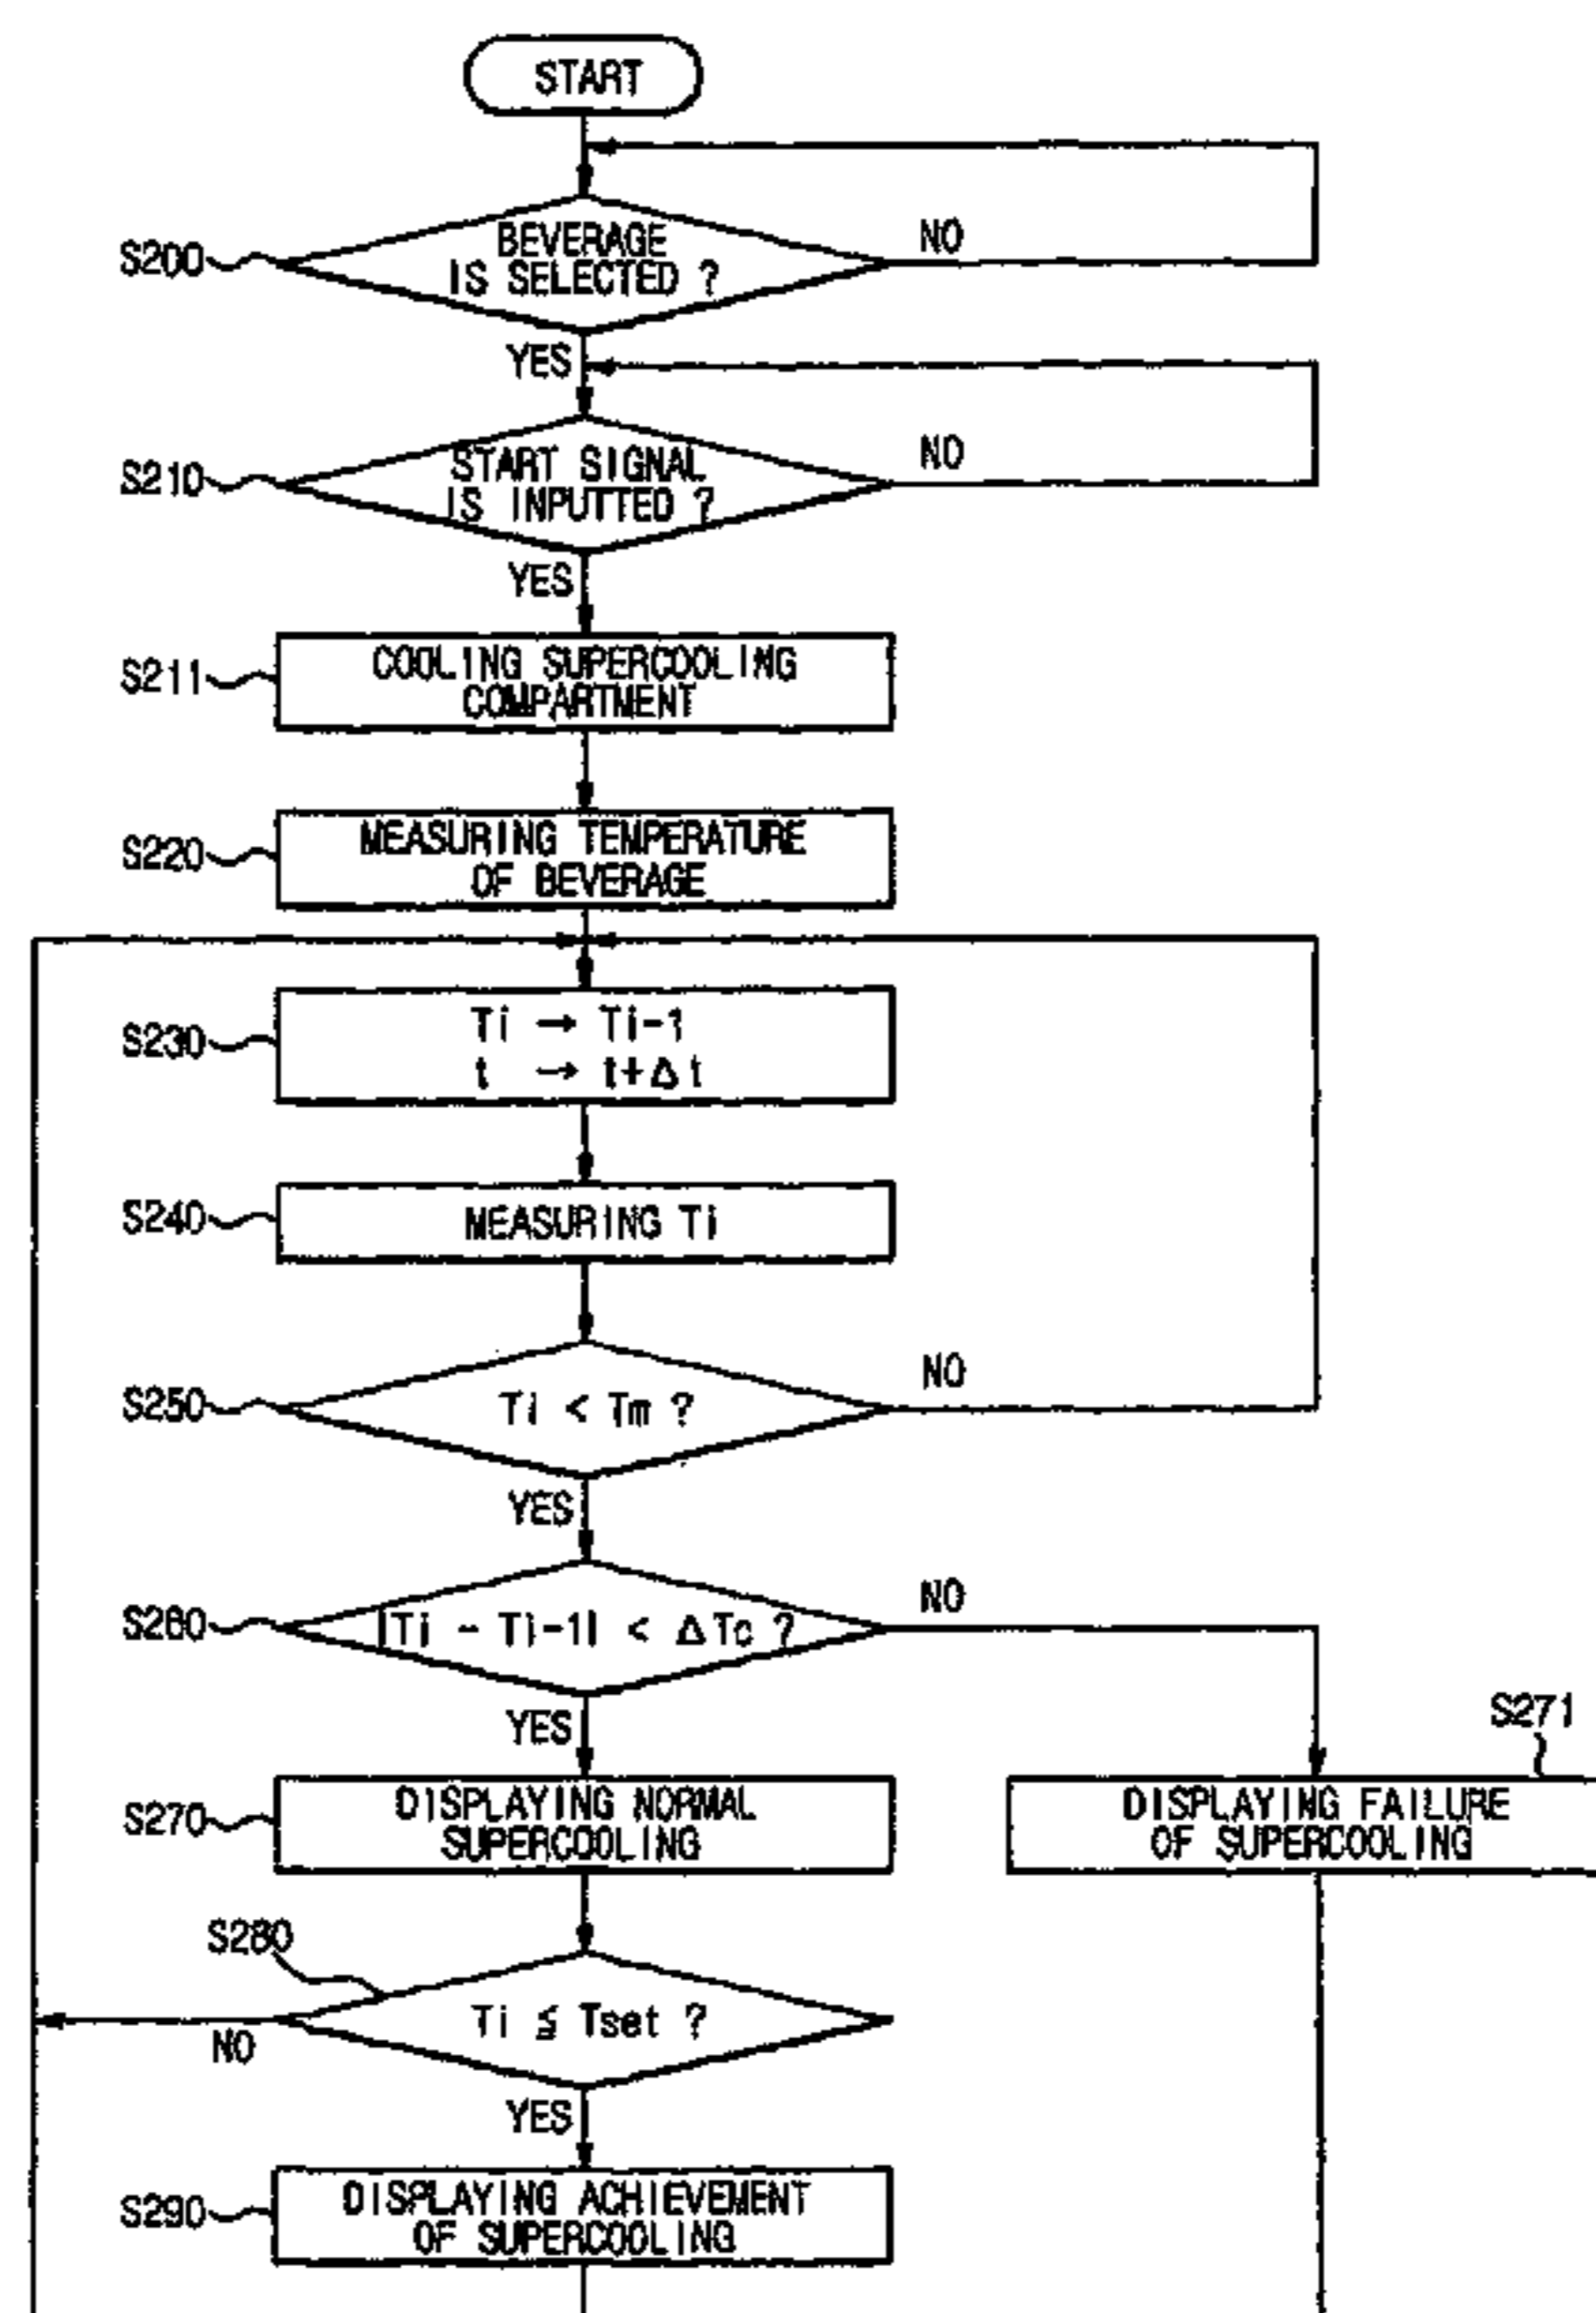 START
BEVERAGE
IS SELECTED ?
NO
S200
YES
START SIGNAL
IS INPUTTED ?
NO
S210
YES
COOLING SUPERCOOLING
COMPARTMENT
S211
MEASURING TEMPERATURE
OF BEVERAGE
S220
Ti → Ti-1
t → t+Δt
S230
MEASURING Ti
S240
Ti < Tm ?
NO
S250
YES
|Ti - Ti-1| < ΔTc ?
NO
S260
YES
S271
DISPLAYING NORMAL
SUPERCOOLING
S270
DISPLAYING FAILURE
OF SUPERCOOLING
S280
Ti ≦ Tset ?
NO
YES
DISPLAYING ACHIEVEMENT
OF SUPERCOOLING
S290